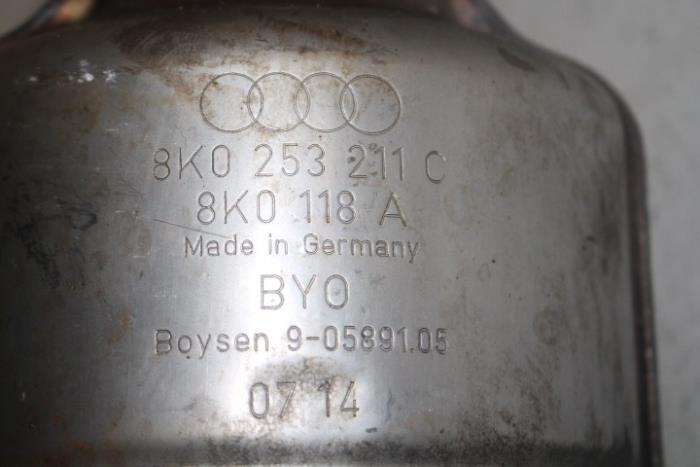 8K0 253 211 C
8K0 118 A
Made in Germany
BYO
Boysen 9-05891.05
07 14